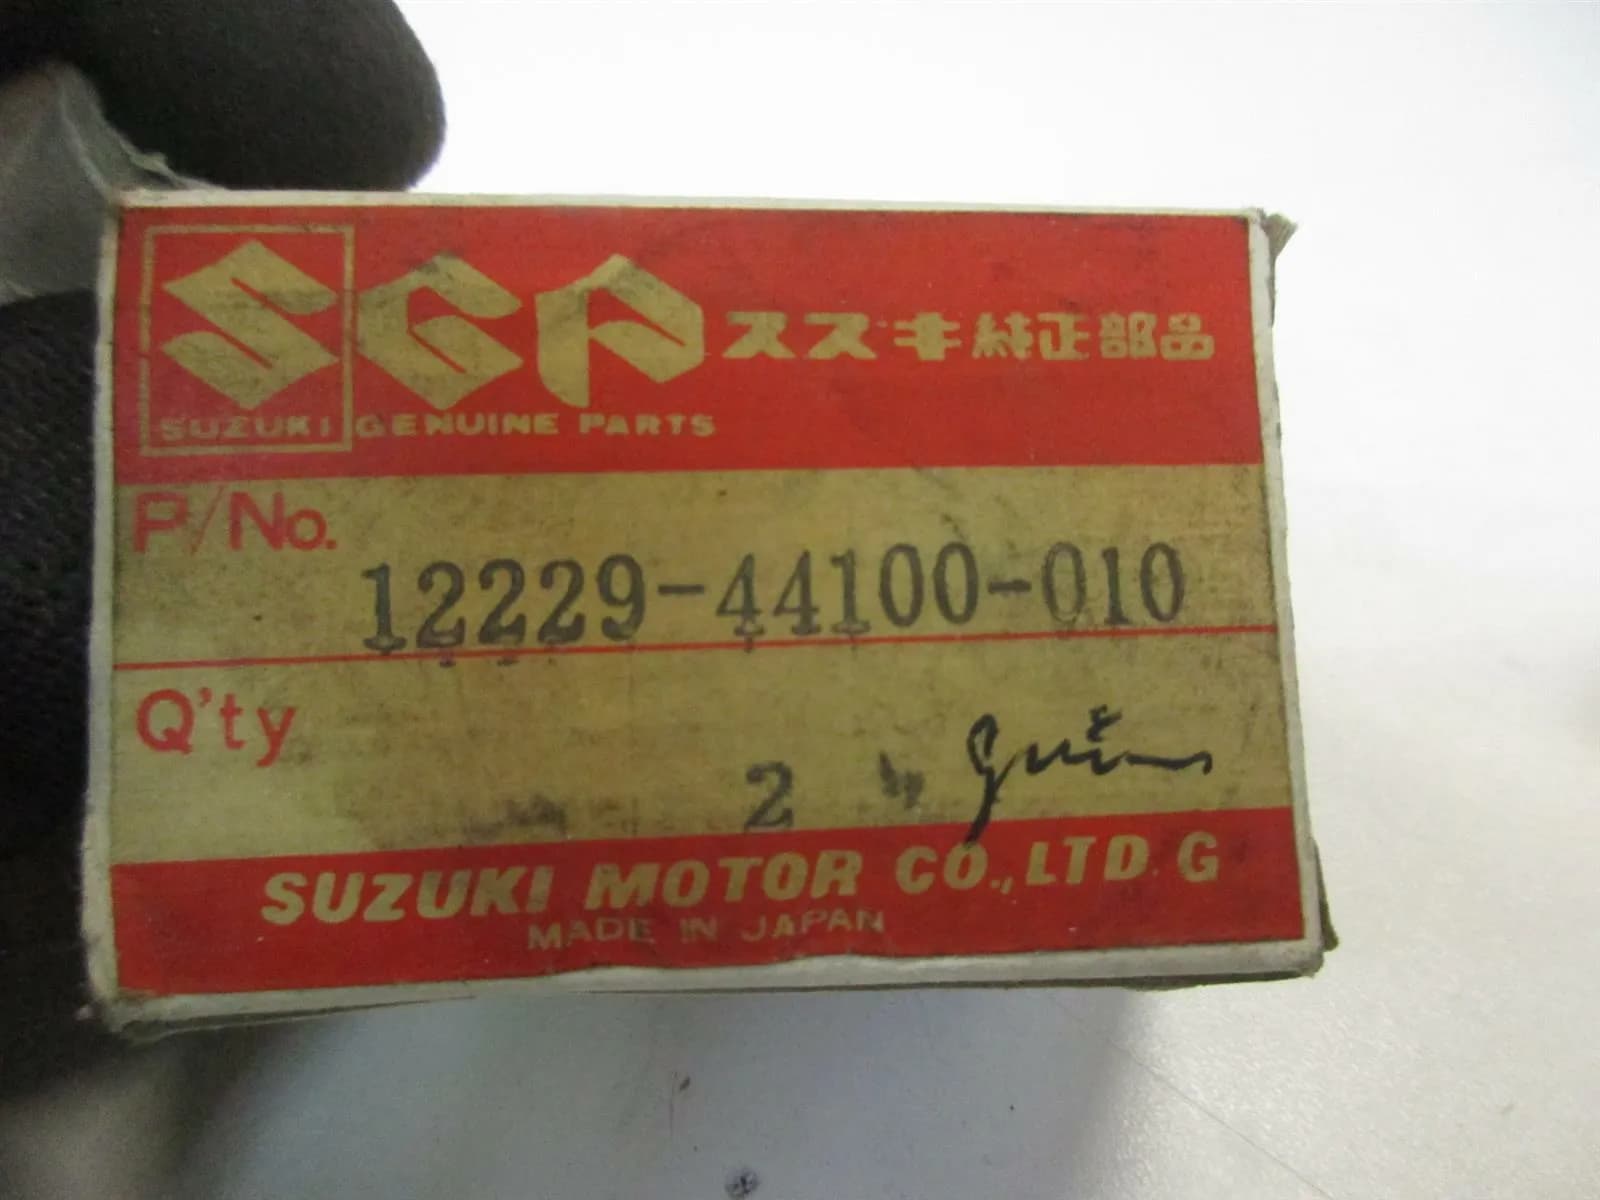 SGP スズキ純正部品
SUZUKI GENUINE PARTS
P/No.
12229-44100-010
Q'ty
2
SUZUKI MOTOR CO., LTD. G
MADE IN JAPAN